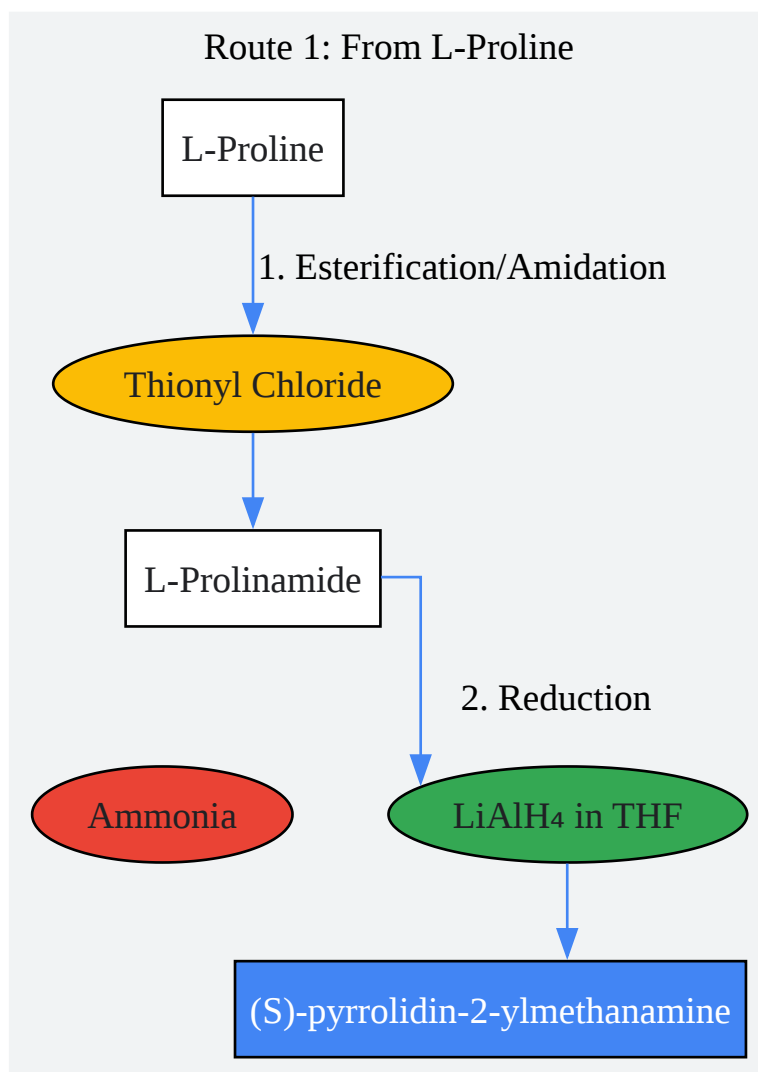 Route 1: From L-Proline
L-Proline
1. Esterification/Amidation
Thionyl Chloride
L-Prolinamide
2. Reduction
Ammonia
LiAlH₄ in THF
(S)-pyrrolidin-2-ylmethanamine